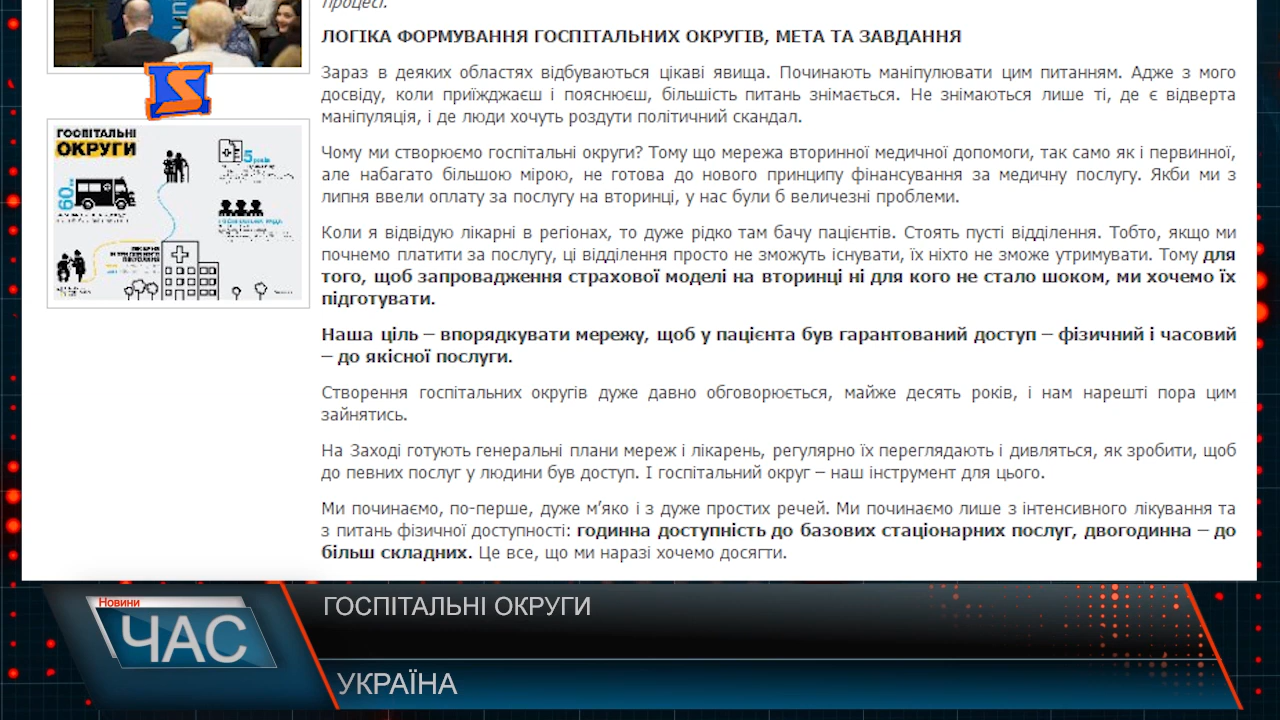 процесі.
ЛОГІКА ФОРМУВАННЯ ГОСПІТАЛЬНИХ ОКРУГІВ, МЕТА ТА ЗАВДАННЯ
Зараз в деяких областях відбуваються цікаві явища. Починають маніпулювати цим питанням. Адже з мого
досвіду, коли приїжджаєш і пояснюєш, більшість питань знімається. Не знімаються лише ті, де є відверта
маніпуляція, і де люди хочуть роздути політичний скандал.
Чому ми створюємо госпітальні округи? Тому що мережа вторинної медичної допомоги, так само як і первинної,
але набагато більшою мірою, не готова до нового принципу фінансування за медичну послугу. Якби ми з
липня ввели оплату за послугу на вторинці, у нас були б величезні проблеми.
Коли я відвідую лікарні в регіонах, то дуже рідко там бачу пацієнтів. Стоять пусті відділення. Тобто, якщо ми
почнемо платити за послугу, ці відділення просто не зможуть існувати, їх ніхто не зможе утримувати. Тому для
того, щоб запровадження страхової моделі на вторинці ні для кого не стало шоком, ми хочемо їх
підготувати.
Наша ціль – впорядкувати мережу, щоб у пацієнта був гарантований доступ – фізичний і часовий
– до якісної послуги.
Створення госпітальних округів дуже давно обговорюється, майже десять років, і нам нарешті пора цим
зайнятись.
На Заході готують генеральні плани мереж і лікарень, регулярно їх переглядають і дивляться, як зробити, щоб
до певних послуг у людини був доступ. І госпітальний округ – наш інструмент для цього.
Ми починаємо, по-перше, дуже м’яко і з дуже простих речей. Ми починаємо лише з інтенсивного лікування та
з питань фізичної доступності: годинна доступність до базових стаціонарних послуг, двогодинна – до
більш складних. Це все, що ми наразі хочемо досягти.
ГОСПІТАЛЬНІ
ОКРУГИ
5 років
60
Новини
ЧАС
ГОСПІТАЛЬНІ ОКРУГИ
УКРАЇНА